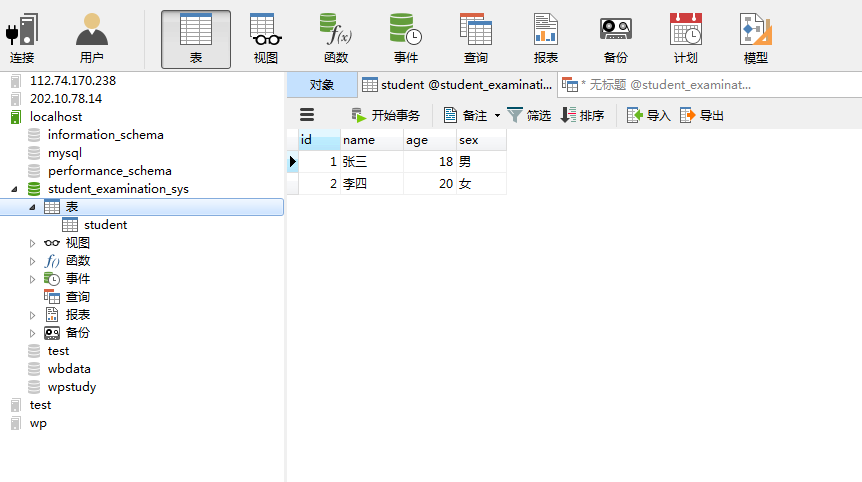 连接 用户 表 视图 函数 事件 查询 报表 备份 计划 模型
112.74.170.238
202.10.78.14
localhost
information_schema
mysql
performance_schema
student_examination_sys
表
student
视图
函数
事件
查询
报表
备份
test
wbdata
wpstudy
test
wp
对象 student @student_examinati... * 无标题 @student_examinat...
开始事务 备注 筛选 排序 导入 导出
id name age sex
1 张三 18 男
2 李四 20 女